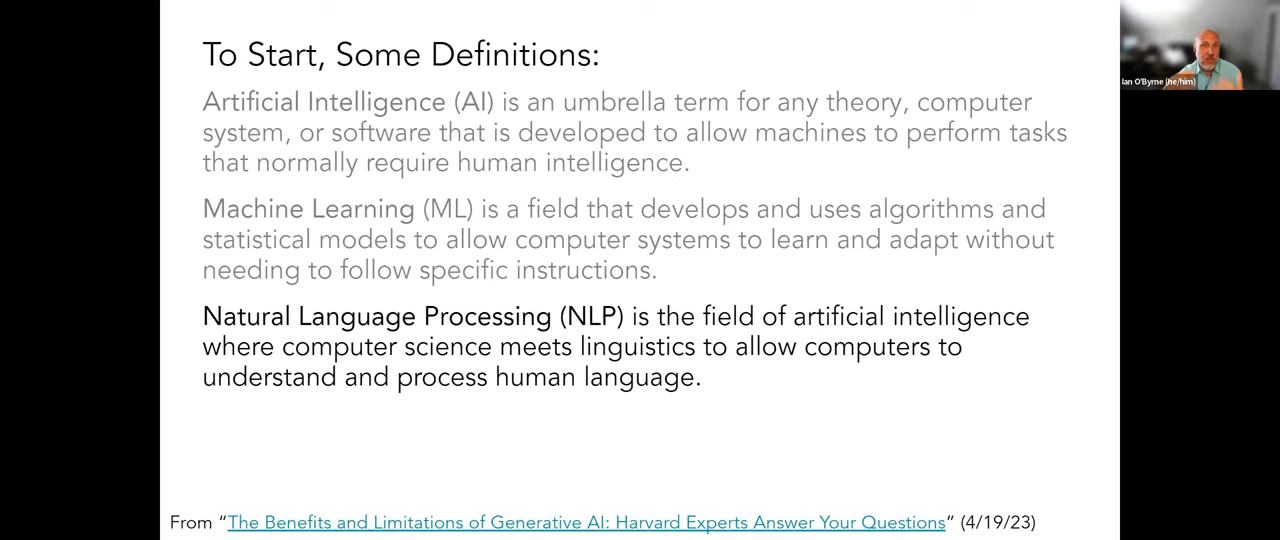 To Start, Some Definitions:
Artificial Intelligence (AI) is an umbrella term for any theory, computer
system, or software that is developed to allow machines to perform tasks
that normally require human intelligence.
Machine Learning (ML) is a field that develops and uses algorithms and
statistical models to allow computer systems to learn and adapt without
needing to follow specific instructions.
Natural Language Processing (NLP) is the field of artificial intelligence
where computer science meets linguistics to allow computers to
understand and process human language.
From “The Benefits and Limitations of Generative AI: Harvard Experts Answer Your Questions” (4/19/23)
Ian O'Byrne (he/him)